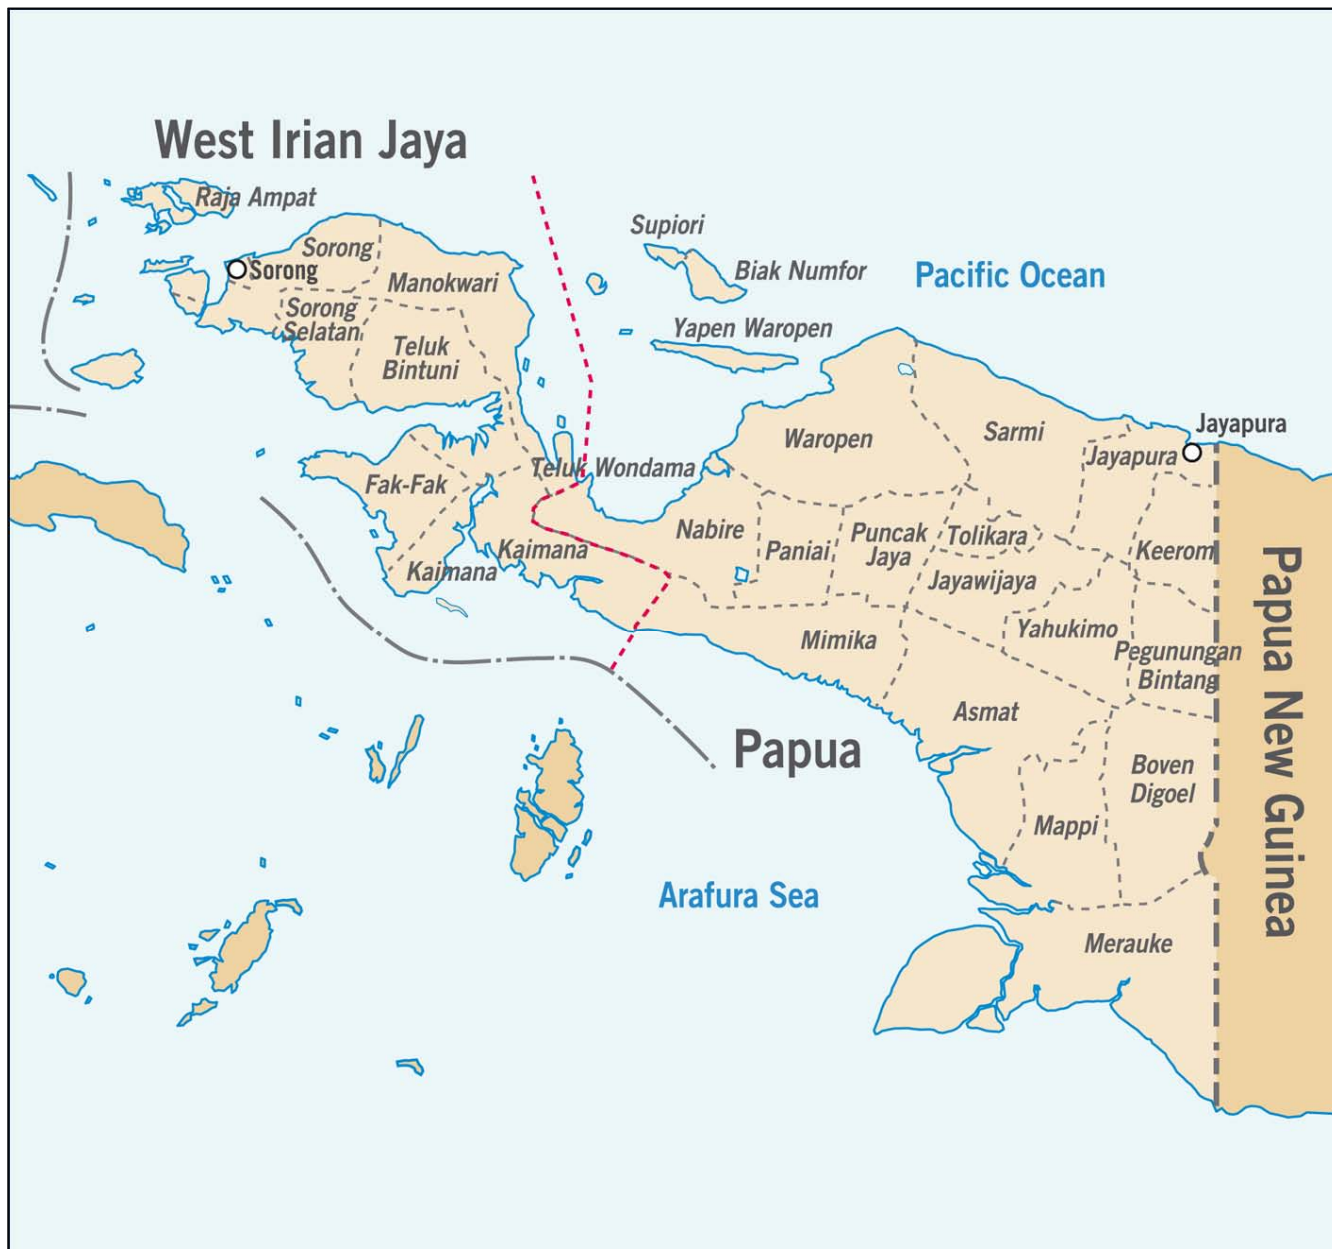 West Irian Jaya
Raja Ampat
Sorong
Sorong
Manokwari
Sorong
Selatan
Teluk
Bintuni
Supiori
Biak Numfor
Pacific Ocean
Yapen Waropen
Waropen
Sarmi
Jayapura
Jayapura
Teluk Wondama
Fak-Fak
Kaimana
Kaimana
Nabire
Paniai
Puncak
Jaya
Tolikara
Jayawijaya
Keerom
Mimika
Yahukimo
Pegunungan
Bintang
Papua New Guinea
Asmat
Papua
Boven
Digoel
Mappi
Arafura Sea
Merauke